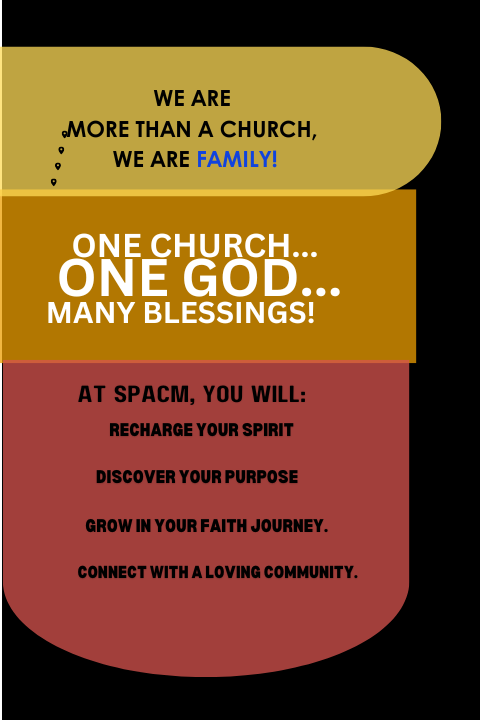 WE ARE
MORE THAN A CHURCH,
WE ARE FAMILY!
ONE CHURCH...
ONE GOD...
MANY BLESSINGS!
AT SPACM, YOU WILL:
RECHARGE YOUR SPIRIT
DISCOVER YOUR PURPOSE
GROW IN YOUR FAITH JOURNEY.
CONNECT WITH A LOVING COMMUNITY.